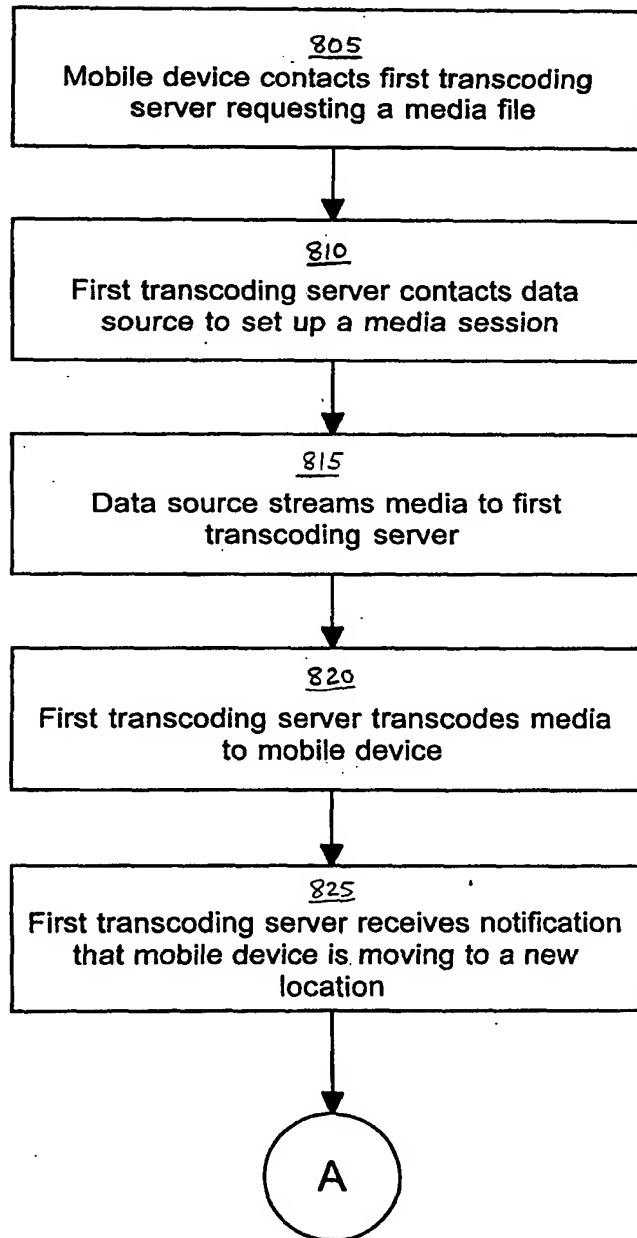 805
Mobile device contacts first transcoding
server requesting a media file
810
First transcoding server contacts data
source to set up a media session
815
Data source streams media to first
transcoding server
820
First transcoding server transcodes media
to mobile device
825
First transcoding server receives notification
that mobile device is moving to a new
location
A